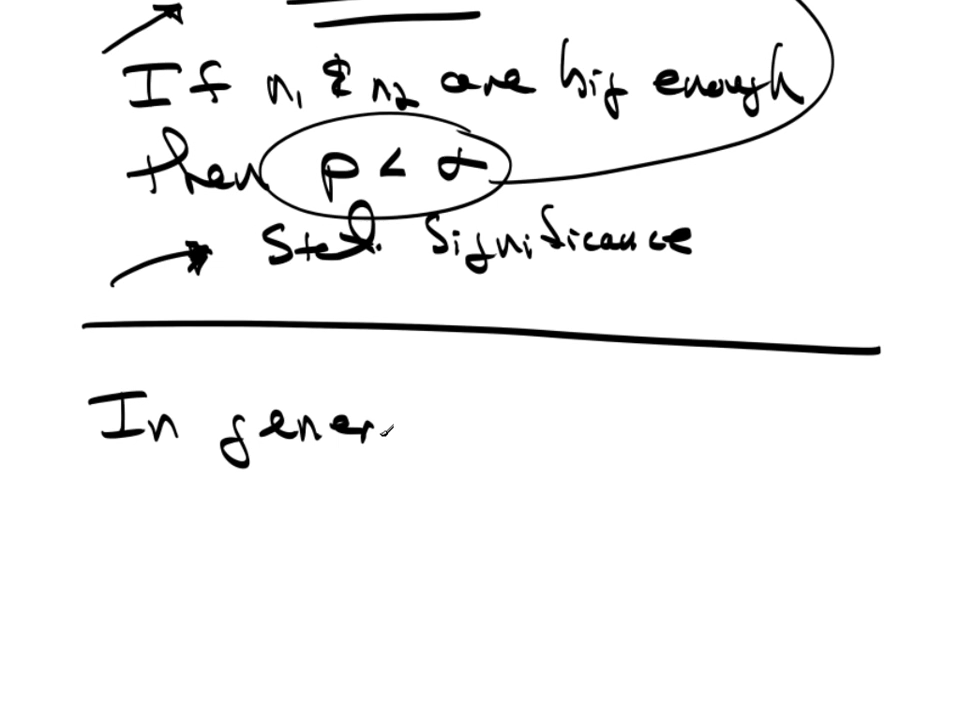 If n₁ & n₂ are big enough
then p < α
Stat. Significance
In gener